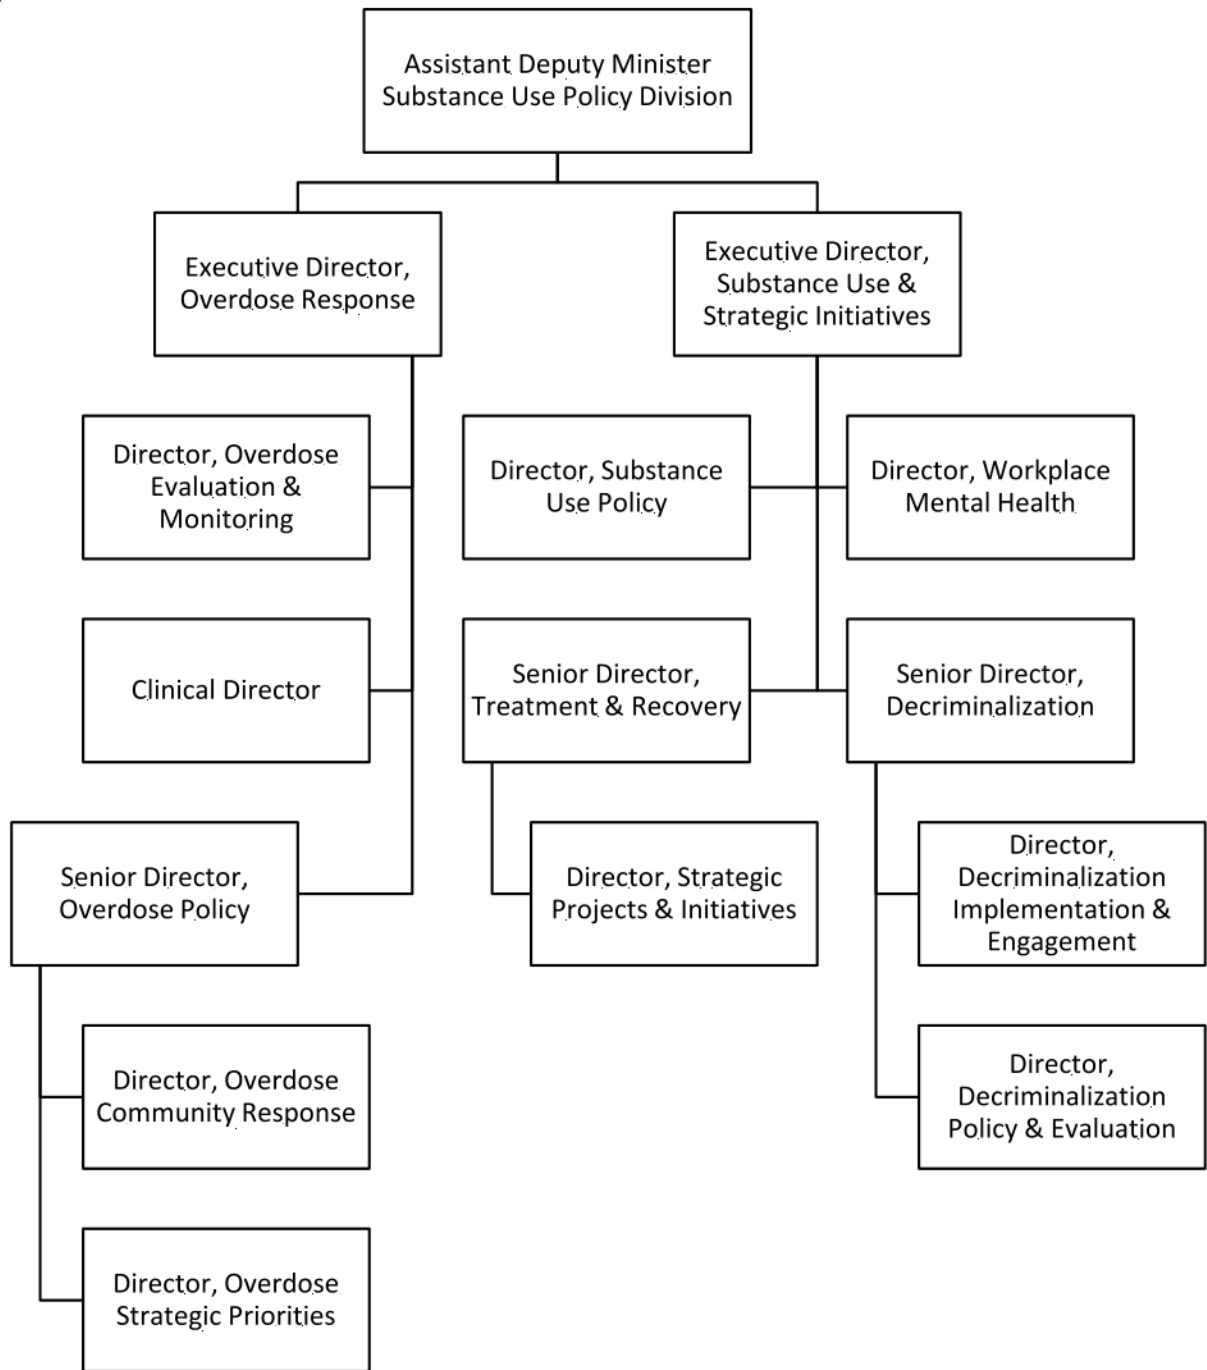 Assistant Deputy Minister
Substance Use Policy Division
Executive Director,
Overdose Response
Executive Director,
Substance Use &
Strategic Initiatives
Director, Overdose
Evaluation &
Monitoring
Director, Substance
Use Policy
Director, Workplace
Mental Health
Clinical Director
Senior Director,
Treatment & Recovery
Senior Director,
Decriminalization
Senior Director,
Overdose Policy
Director, Strategic
Projects & Initiatives
Director,
Decriminalization
Implementation &
Engagement
Director, Overdose
Community Response
Director,
Decriminalization
Policy & Evaluation
Director, Overdose
Strategic Priorities